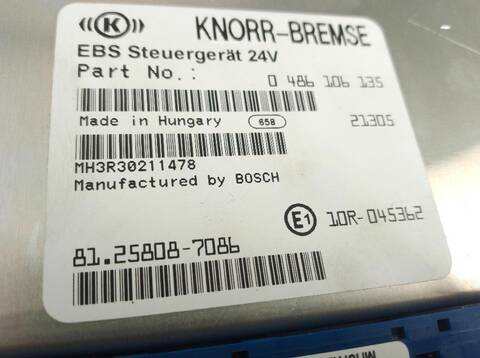 K KNORR-BREMSE
EBS Steuergerät 24V
Part No.: 0 486 106 135
Made in Hungary 658 21305
MH3R30211478
Manufactured by BOSCH
E1 10R-045362
81.25808-7086